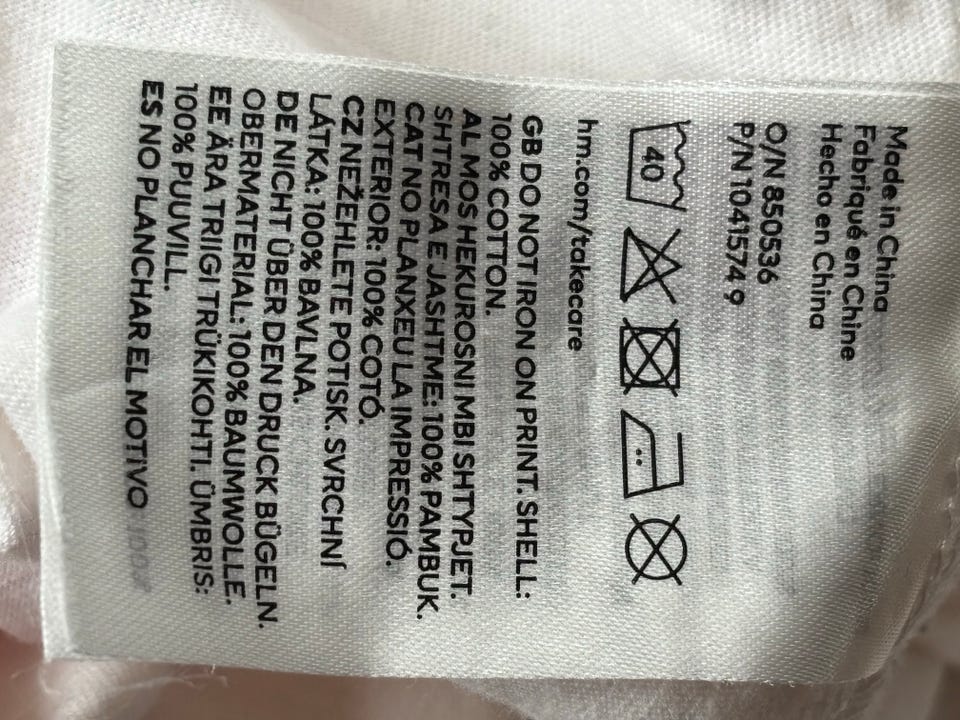 Made in China
Fabriqué en Chine
Hecho en China
O/N 850536
P/N 1041574 9
40
hm.com/takecare
GB DO NOT IRON ON PRINT. SHELL:
100% COTTON.
AL MOS HEKUROSNI MBI SHTYPJET.
SHTRESA E JASHTME: 100% PAMBUK.
CAT NO PLANXEU LA IMPRESSIÓ.
EXTERIOR: 100% COTÓ.
CZ NEŽEHLETE POTISK. SVRCHNÍ
LÁTKA: 100% BAVLNA.
DE NICHT ÜBER DEN DRUCK BÜGELN.
OBERMATERIAL: 100% BAUMWOLLE.
EE ÄRA TRIIGI TRÜKIKOHTI. ÜMBRIS:
100% PUUVILL.
ES NO PLANCHAR EL MOTIVO